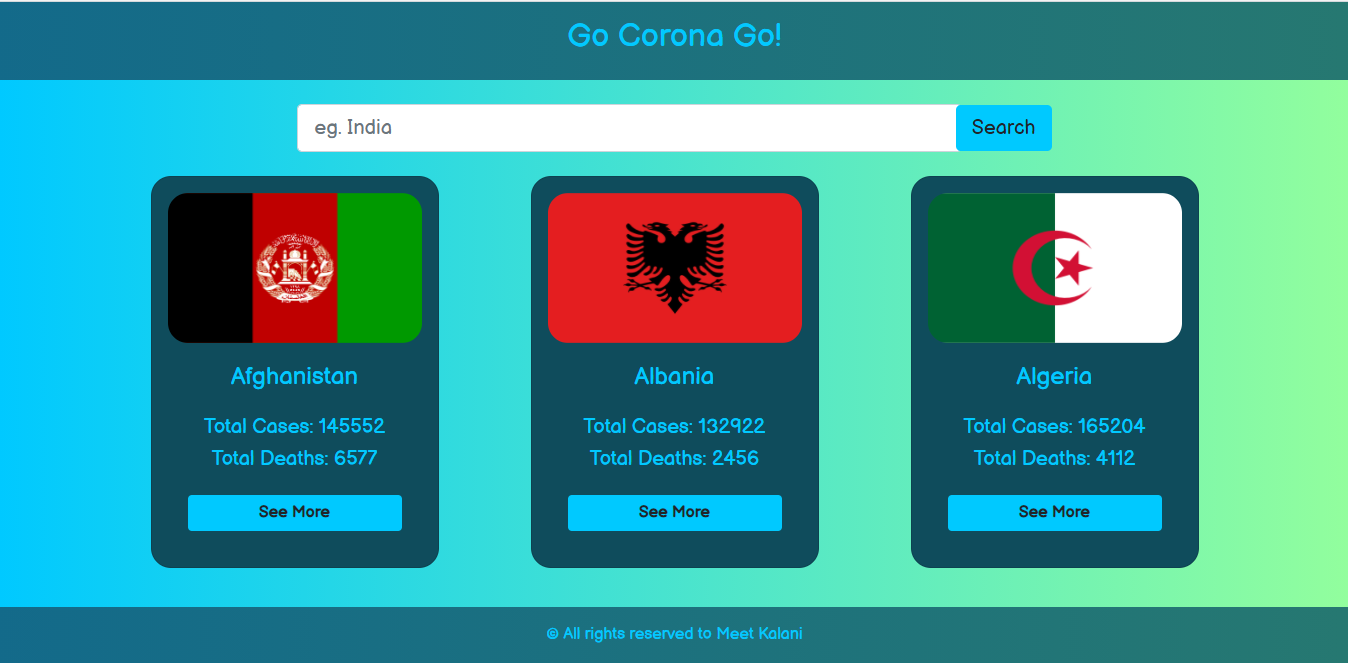 Go Corona Go!
eg. India
Search
Afghanistan
Total Cases: 145552
Total Deaths: 6577
See More
Albania
Total Cases: 132922
Total Deaths: 2456
See More
Algeria
Total Cases: 165204
Total Deaths: 4112
See More
© All rights reserved to Meet Kalani